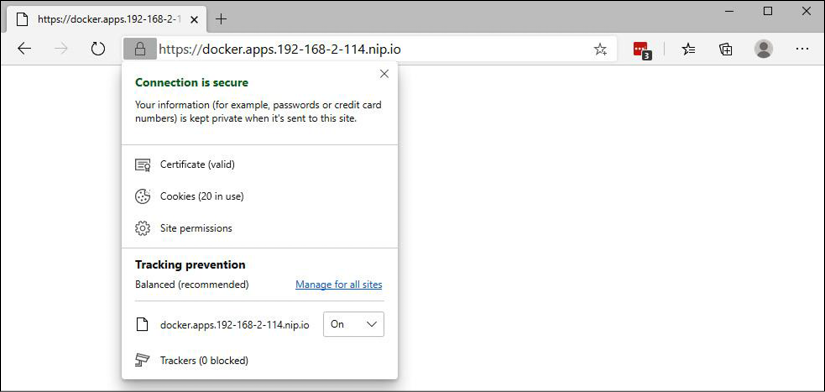 https://docker.apps.192-168-2-1
https://docker.apps.192-168-2-114.nip.io
3
Connection is secure
Your information (for example, passwords or credit card
numbers) is kept private when it's sent to this site.
Certificate (valid)
Cookies (20 in use)
Site permissions
Tracking prevention
Balanced (recommended) Manage for all sites
docker.apps.192-168-2-114.nip.io On
Trackers (0 blocked)